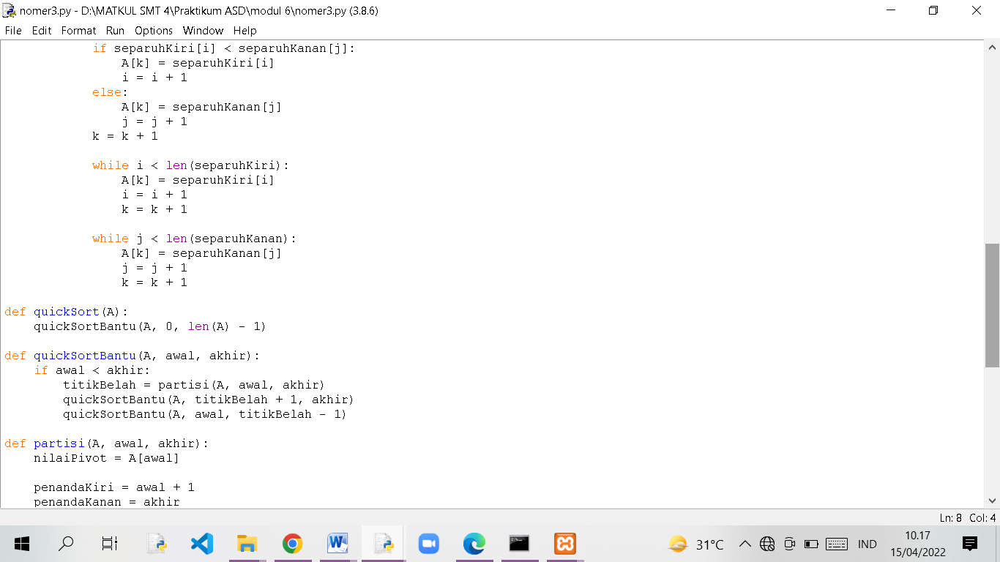 nomer3.py - D:\MATKUL SMT 4\Praktikum ASD\modul 6\nomer3.py (3.8.6)
File Edit Format Run Options Window Help
            if separuhKiri[i] < separuhKanan[j]:
                A[k] = separuhKiri[i]
                i = i + 1
            else:
                A[k] = separuhKanan[j]
                j = j + 1
            k = k + 1

            while i < len(separuhKiri):
                A[k] = separuhKiri[i]
                i = i + 1
                k = k + 1

            while j < len(separuhKanan):
                A[k] = separuhKanan[j]
                j = j + 1
                k = k + 1

def quickSort(A):
    quickSortBantu(A, 0, len(A) - 1)

def quickSortBantu(A, awal, akhir):
    if awal < akhir:
        titikBelah = partisi(A, awal, akhir)
        quickSortBantu(A, titikBelah + 1, akhir)
        quickSortBantu(A, awal, titikBelah - 1)

def partisi(A, awal, akhir):
    nilaiPivot = A[awal]

    penandaKiri = awal + 1
    penandaKanan = akhir
Ln: 8 Col: 4
31°C IND
10.17
15/04/2022